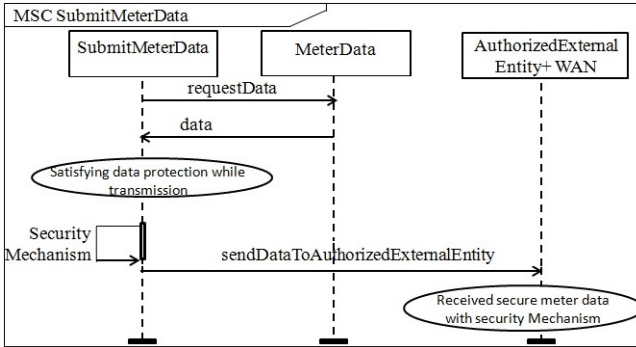 MSC SubmitMeterData
SubmitMeterData
MeterData
AuthorizedExternal
Entity+ WAN
requestData
data
Satisfying data protection while
transmission
Security
Mechanism
sendDataToAuthorizedExternalEntity
Received secure meter data
with security Mechanism